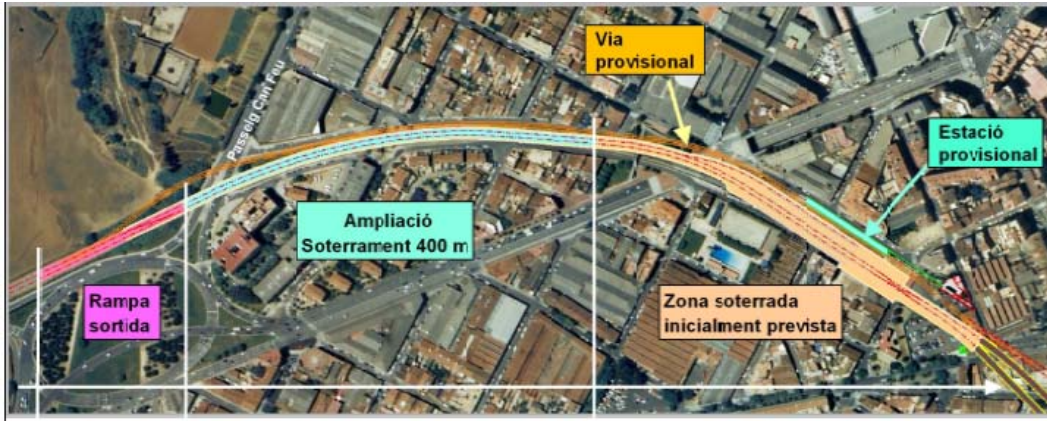 Via
provisional
Passeig Can Feu
Estació
provisional
Ampliació
Soterrament 400 m
Rampa
sortida
Zona soterrada
inicialment prevista